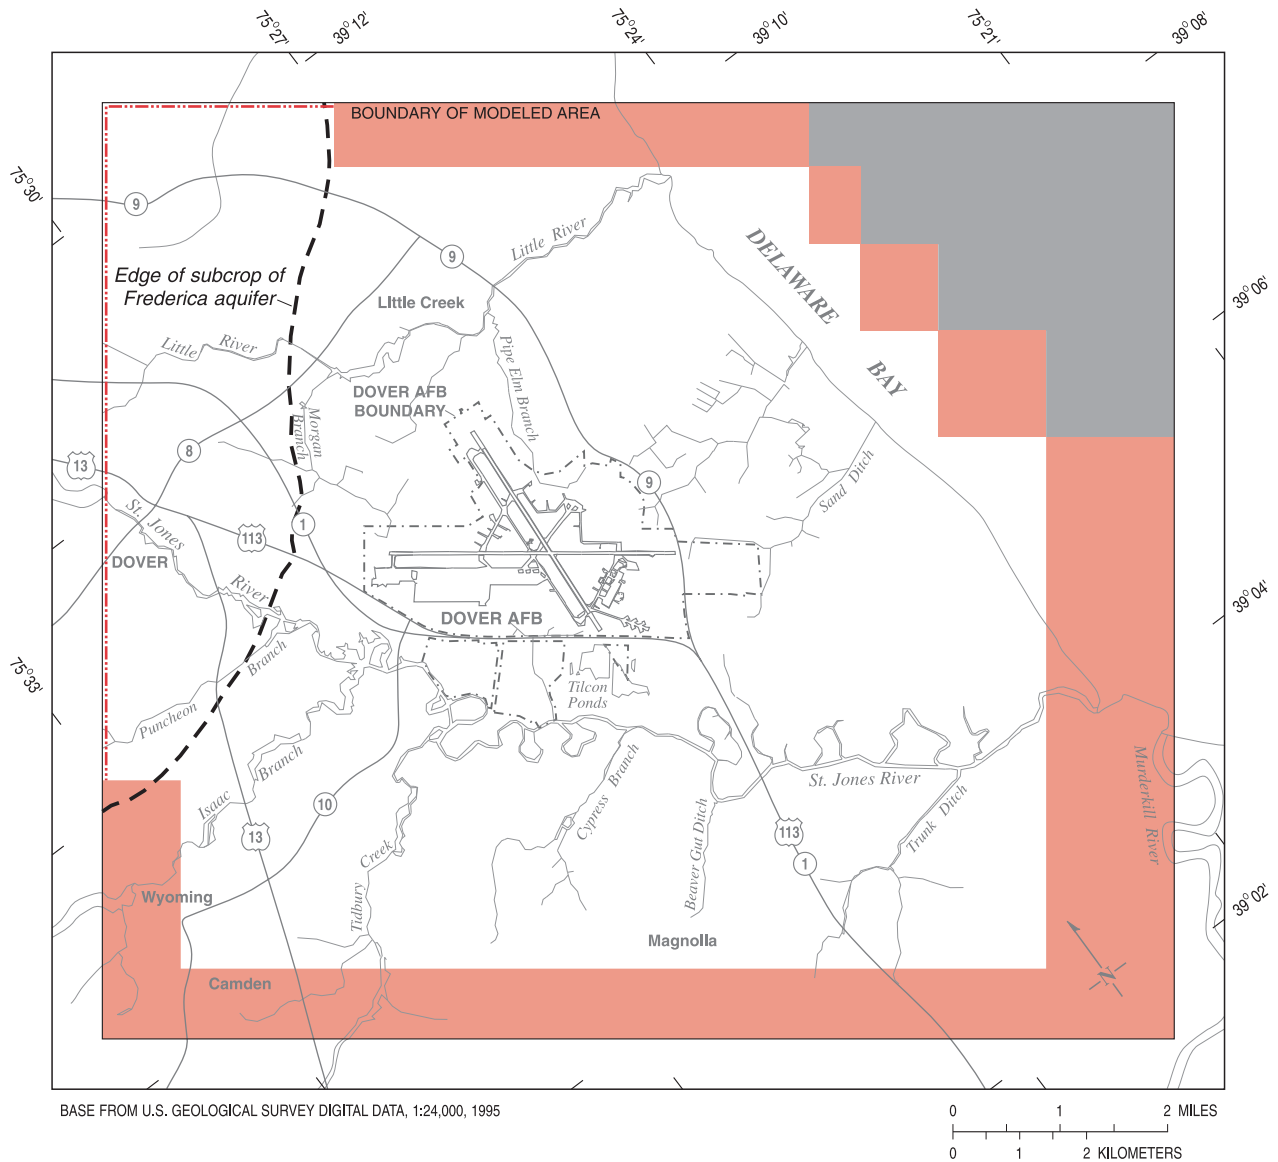 75°27'
39°12'
75°24'
39°10'
75°21'
39°08'
BOUNDARY OF MODELED AREA
75°30'
9
Little River
9
DELAWARE
BAY
Edge of subcrop of
Frederica aquifer
LIttle Creek
39°06'
Little River
Pipe Elm Branch
DOVER AFB
BOUNDARY
Morgan
Branch
8
13
9
Sand Ditch
St. Jones
River
1
113
DOVER
39°04'
DOVER AFB
75°33'
Branch
Puncheon
Tilcon
Ponds
Branch
Isaac
Cypress Branch
St. Jones River
Murderkill River
10
13
113
Trunk Ditch
Beaver Gut Ditch
Creek
Tidbury
1
Wyoming
39°02'
Magnolla
N
Camden
BASE FROM U.S. GEOLOGICAL SURVEY DIGITAL DATA, 1:24,000, 1995
0 1 2 MILES
0 1 2 KILOMETERS